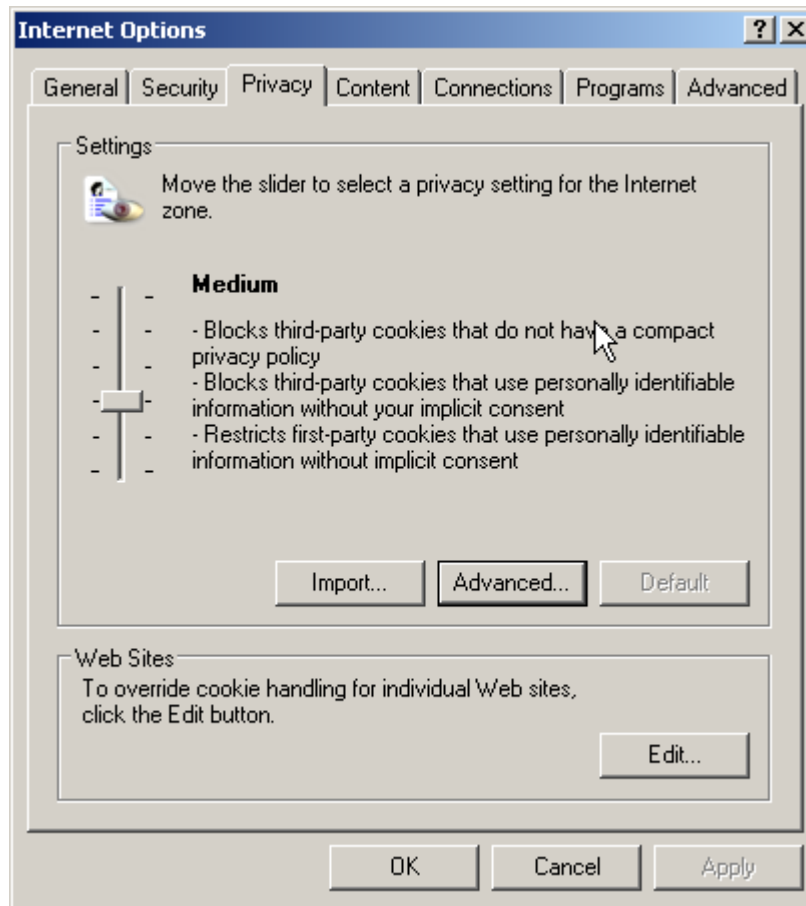 Internet Options
General Security Privacy Content Connections Programs Advanced
Settings
Move the slider to select a privacy setting for the Internet
zone.
Medium
- Blocks third-party cookies that do not have a compact
privacy policy
- Blocks third-party cookies that use personally identifiable
information without your implicit consent
- Restricts first-party cookies that use personally identifiable
information without implicit consent
Import... Advanced... Default
Web Sites
To override cookie handling for individual Web sites,
click the Edit button.
Edit...
OK Cancel Apply